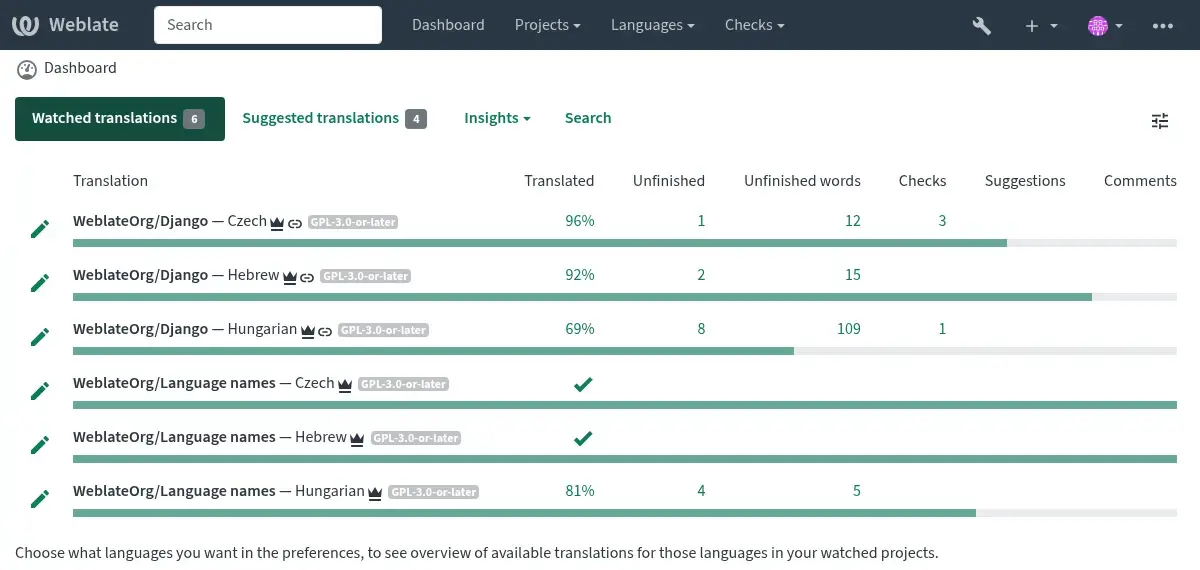 Weblate Search Dashboard Projects Languages Checks
Dashboard
Watched translations 6 Suggested translations 4 Insights Search
Translation Translated Unfinished Unfinished words Checks Suggestions Comments
WeblateOrg/Django — Czech GPL-3.0-or-later 96% 1 12 3
WeblateOrg/Django — Hebrew GPL-3.0-or-later 92% 2 15
WeblateOrg/Django — Hungarian GPL-3.0-or-later 69% 8 109 1
WeblateOrg/Language names — Czech GPL-3.0-or-later
WeblateOrg/Language names — Hebrew GPL-3.0-or-later
WeblateOrg/Language names — Hungarian GPL-3.0-or-later 81% 4 5
Choose what languages you want in the preferences, to see overview of available translations for those languages in your watched projects.